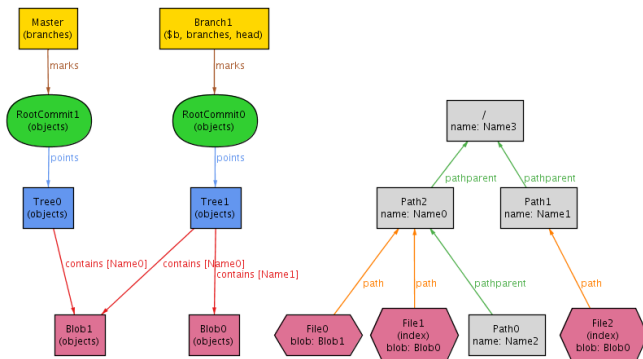 Master
(branches)
Branch1
($b, branches, head)
marks
marks
RootCommit1
(objects)
RootCommit0
(objects)
/
name: Name3
points
points
pathparent
pathparent
Tree0
(objects)
Tree1
(objects)
Path2
name: Name0
Path1
name: Name1
contains [Name0]
contains [Name0]
contains [Name1]
path
path
pathparent
path
Blob1
(objects)
Blob0
(objects)
File0
blob: Blob1
File1
(index)
blob: Blob0
Path0
name: Name2
File2
(index)
blob: Blob0